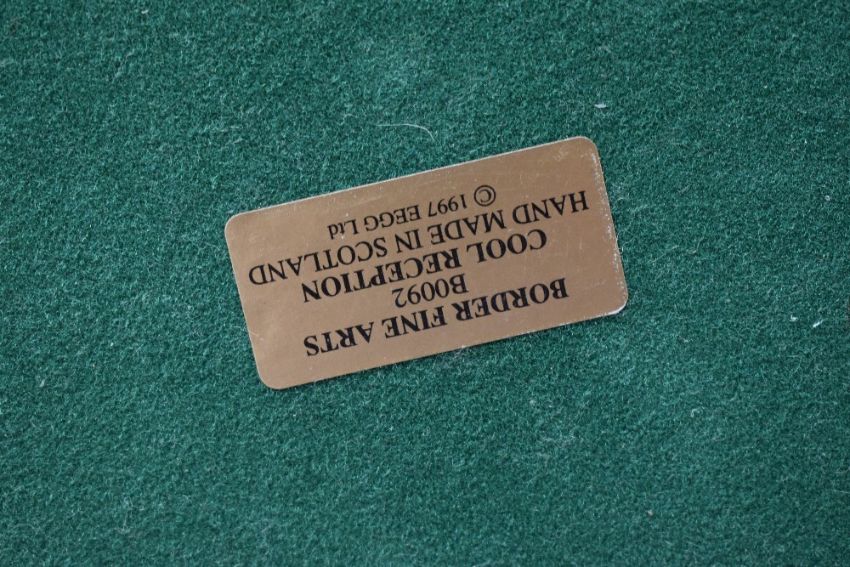 BORDER FINE ARTS
B0092
COOL RECEPTION
HAND MADE IN SCOTLAND
© 1997 EEGG Ltd